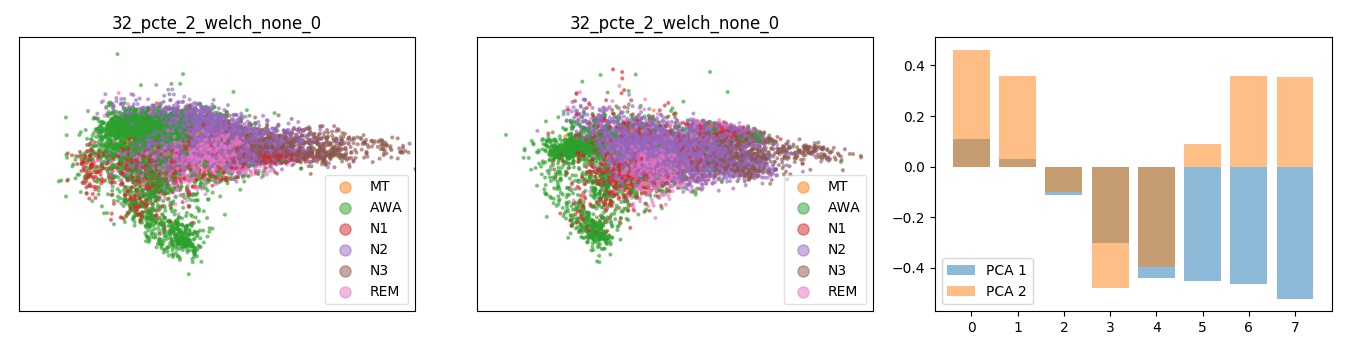 32_pcte_2_welch_none_0
MT
AWA
N1
N2
N3
REM
32_pcte_2_welch_none_0
MT
AWA
N1
N2
N3
REM
0.4
0.2
0.0
−0.2
−0.4
PCA 1
PCA 2
0 1 2 3 4 5 6 7